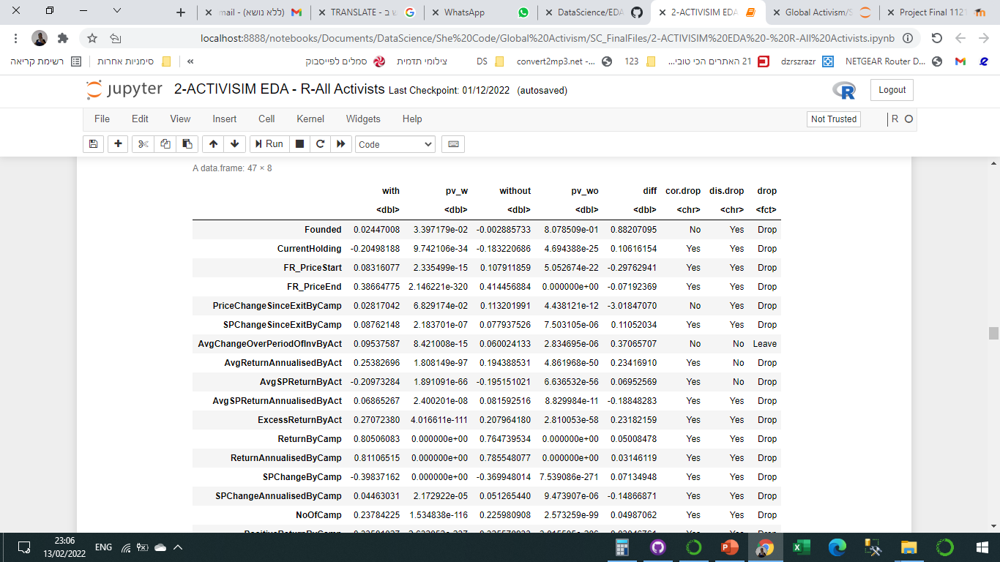 (ללא נושא) - mail
TRANSLATE - ש ב
WhatsApp
DataScience/EDA
2-ACTIVISIM EDA
Global Activism/S
Project Final 1121
localhost:8888/notebooks/Documents/DataScience/She%20Code/Global%20Activism/SC_FinalFiles/2-ACTIVISIM%20EDA%20-%20R-All%20Activists.ipynb
רשימת קריאה סימניות אחרות « סמלים לפייסבוק צילומי תדמית DS convert2mp3.net -... 123 21 האתרים הכי טובי... dzrszrazr NETGEAR Router D...
jupyter 2-ACTIVISIM EDA - R-All Activists Last Checkpoint: 01/12/2022 (autosaved) R Logout
File Edit View Insert Cell Kernel Widgets Help Not Trusted R
Run Code
A data.frame: 47 × 8
with pv_w without pv_wo diff cor.drop dis.drop drop
<dbl> <dbl> <dbl> <dbl> <dbl> <chr> <chr> <fct>
Founded 0.02447008 3.397179e-02 -0.002885733 8.078509e-01 0.88207095 No Yes Drop
CurrentHolding -0.20498188 9.742106e-34 -0.183220686 4.694388e-25 0.10616154 Yes Yes Drop
FR_PriceStart 0.08316077 2.335499e-15 0.107911859 5.052674e-22 -0.29762941 Yes Yes Drop
FR_PriceEnd 0.38664775 2.146221e-320 0.414456884 0.000000e+00 -0.07192369 Yes Yes Drop
PriceChangeSinceExitByCamp 0.02817042 6.829174e-02 0.113201991 4.438121e-12 -3.01847070 No Yes Drop
SPChangeSinceExitByCamp 0.08762148 2.183701e-07 0.077937526 7.503105e-06 0.11052034 Yes Yes Drop
AvgChangeOverPeriodOfInvByAct 0.09537587 8.421008e-15 0.060024133 2.834695e-06 0.37065707 No No Leave
AvgReturnAnnualisedByAct 0.25382696 1.808149e-97 0.194388531 4.861968e-50 0.23416910 Yes No Drop
AvgSPReturnByAct -0.20973284 1.891091e-66 -0.195151021 6.636532e-56 0.06952569 Yes No Drop
AvgSPReturnAnnualisedByAct 0.06865267 2.400201e-08 0.081592516 8.829984e-11 -0.18848283 Yes Yes Drop
ExcessReturnByAct 0.27072380 4.016611e-111 0.207964180 2.810053e-58 0.23182159 Yes Yes Drop
ReturnByCamp 0.80506083 0.000000e+00 0.764739534 0.000000e+00 0.05008478 Yes Yes Drop
ReturnAnnualisedByCamp 0.81106515 0.000000e+00 0.785548077 0.000000e+00 0.03146119 Yes Yes Drop
SPChangeByCamp -0.39837162 0.000000e+00 -0.369948014 7.539086e-271 0.07134948 Yes Yes Drop
SPChangeAnnualisedByCamp 0.04463031 2.172922e-05 0.051265440 9.473907e-06 -0.14866871 Yes Yes Drop
NoOfCamp 0.23784225 1.534838e-116 0.225980908 2.573259e-99 0.04987062 Yes Yes Drop
23:06
13/02/2022
ENG